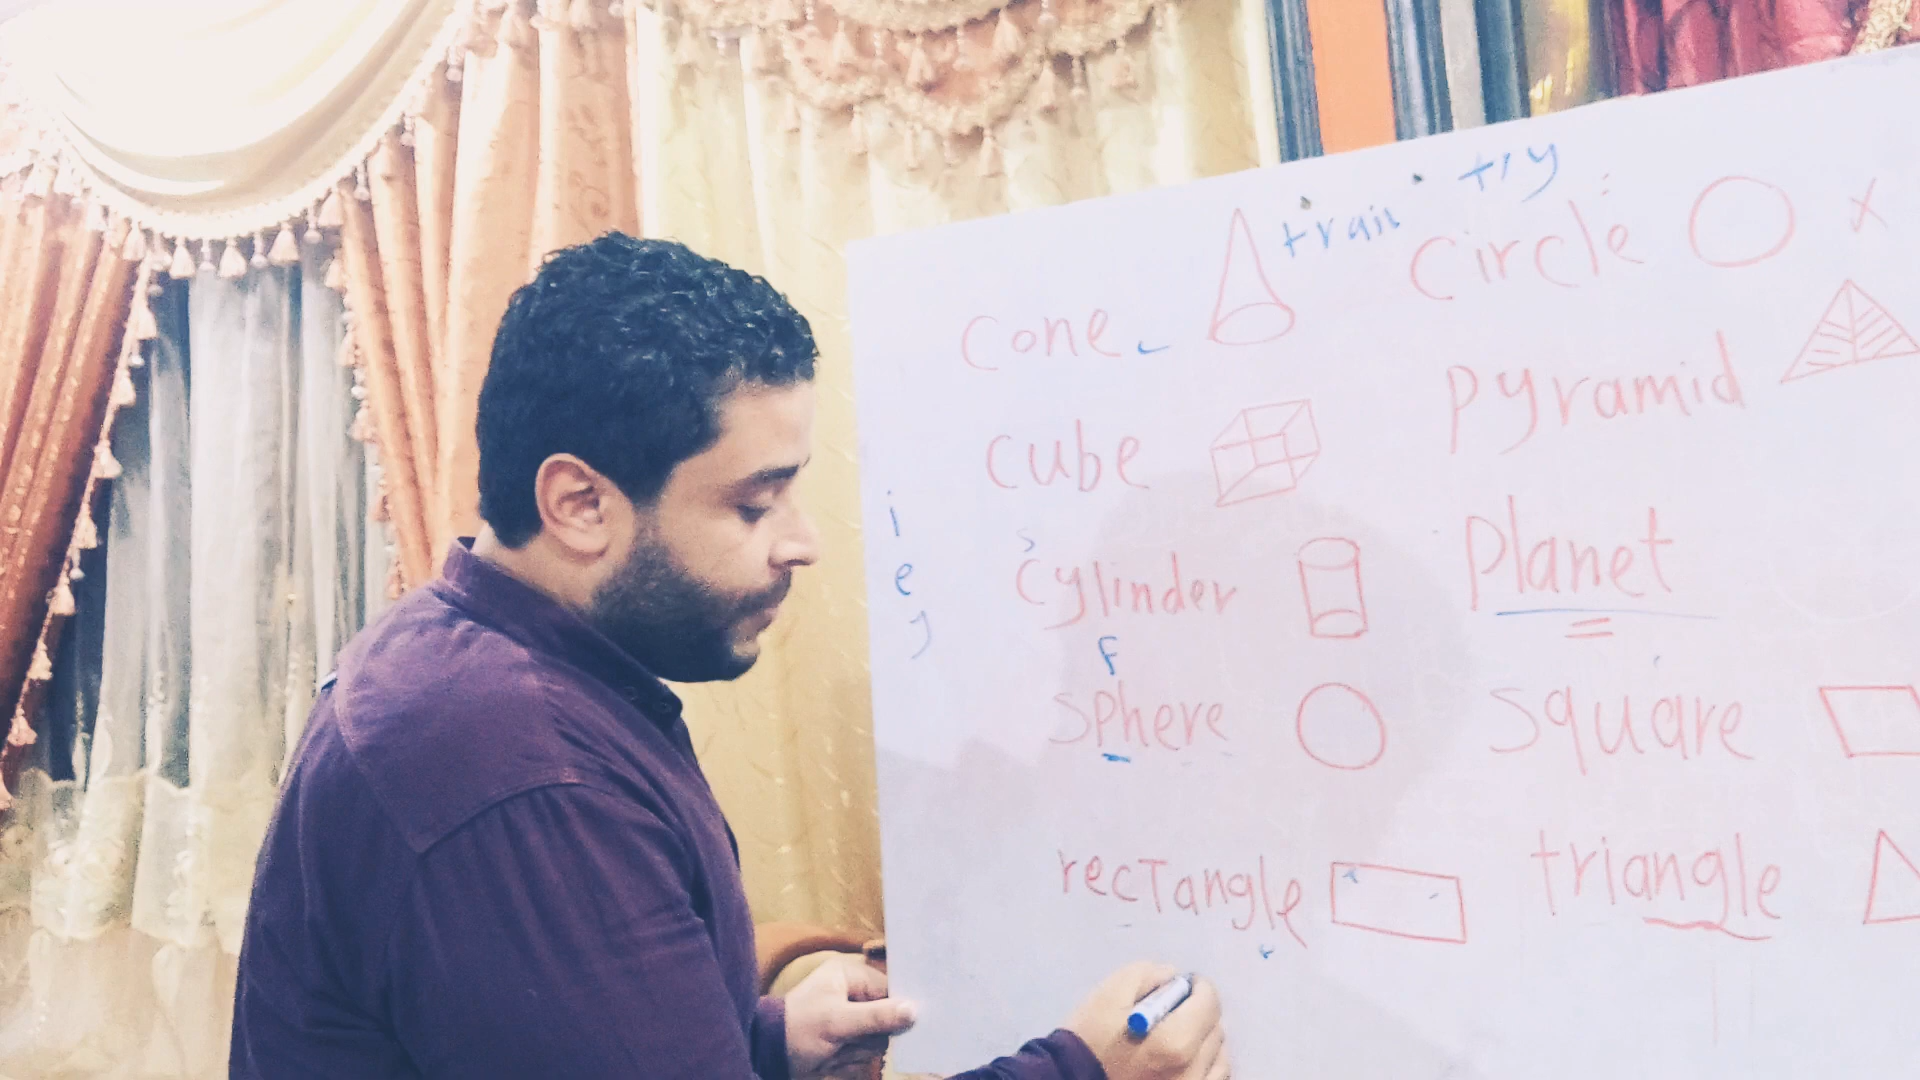 train try
cone circle x
cube pyramid
i
s
e cylinder planet
y
F
sphere square
recTangle triangle